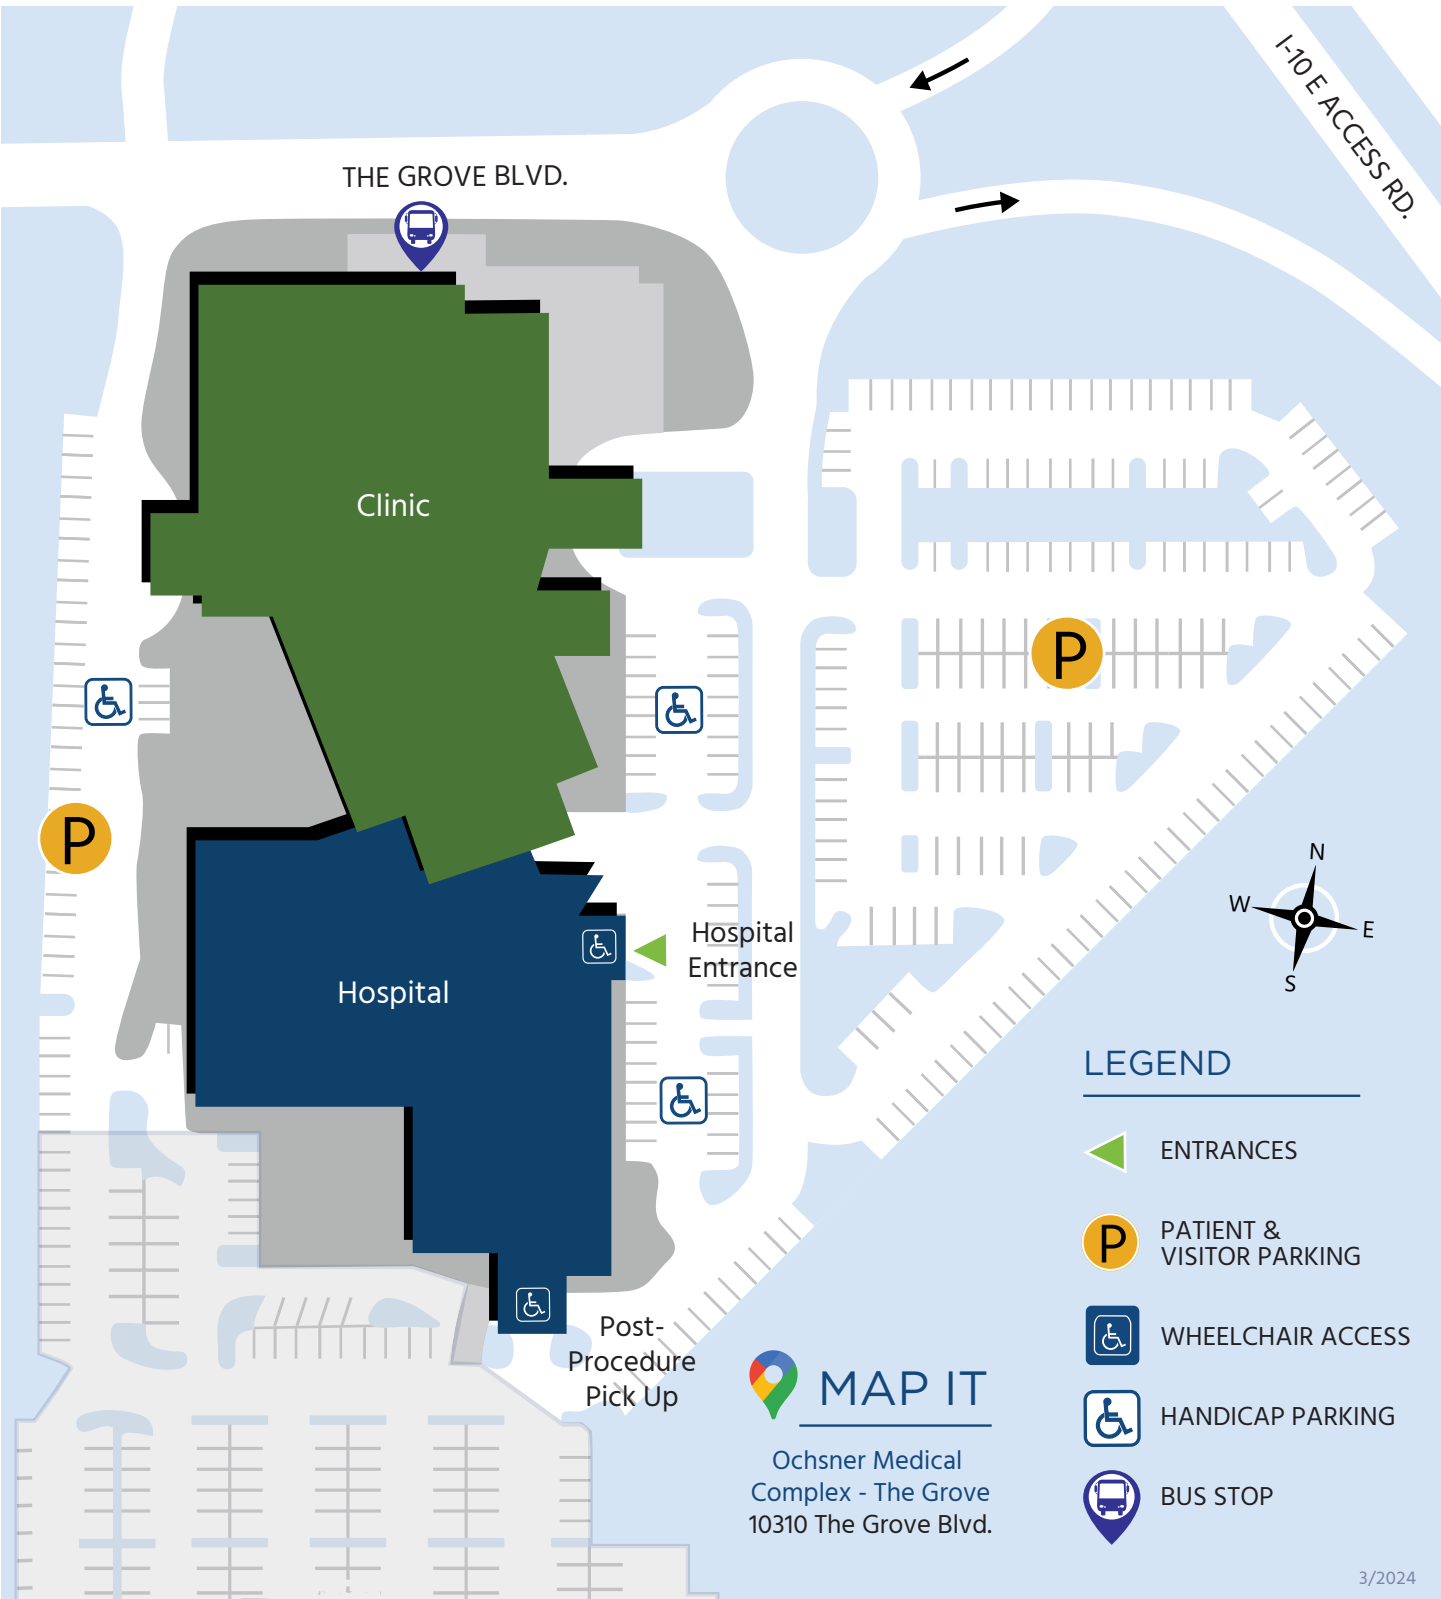 I-10 E ACCESS RD.
THE GROVE BLVD.
Clinic
P
P
N
W
E
S
Hospital
Entrance
Hospital
LEGEND
ENTRANCES
P
PATIENT &
VISITOR PARKING
WHEELCHAIR ACCESS
HANDICAP PARKING
BUS STOP
Post-
Procedure
Pick Up
MAP IT
Ochsner Medical
Complex - The Grove
10310 The Grove Blvd.
3/2024